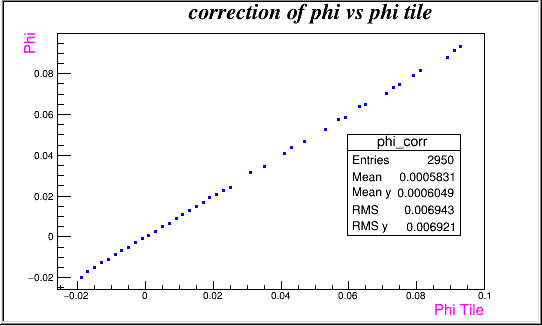 correction of phi vs phi tile
Phi
0.08
0.06
0.04
0.02
0
−0.02
phi_corr
Entries 2950
Mean 0.0005831
Mean y 0.0006049
RMS 0.006943
RMS y 0.006921
−0.02 0 0.02 0.04 0.06 0.08 0.1
Phi Tile